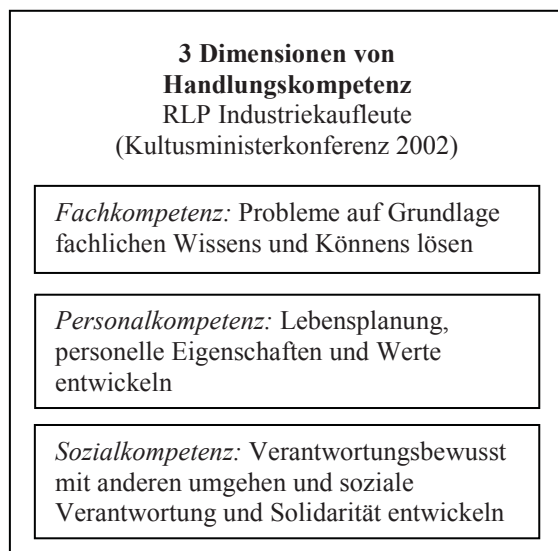 3 Dimensionen von
Handlungskompetenz
RLP Industriekaufleute
(Kultusministerkonferenz 2002)
Fachkompetenz: Probleme auf Grundlage
fachlichen Wissens und Könnens lösen
Personalkompetenz: Lebensplanung,
personelle Eigenschaften und Werte
entwickeln
Sozialkompetenz: Verantwortungsbewusst
mit anderen umgehen und soziale
Verantwortung und Solidarität entwickeln